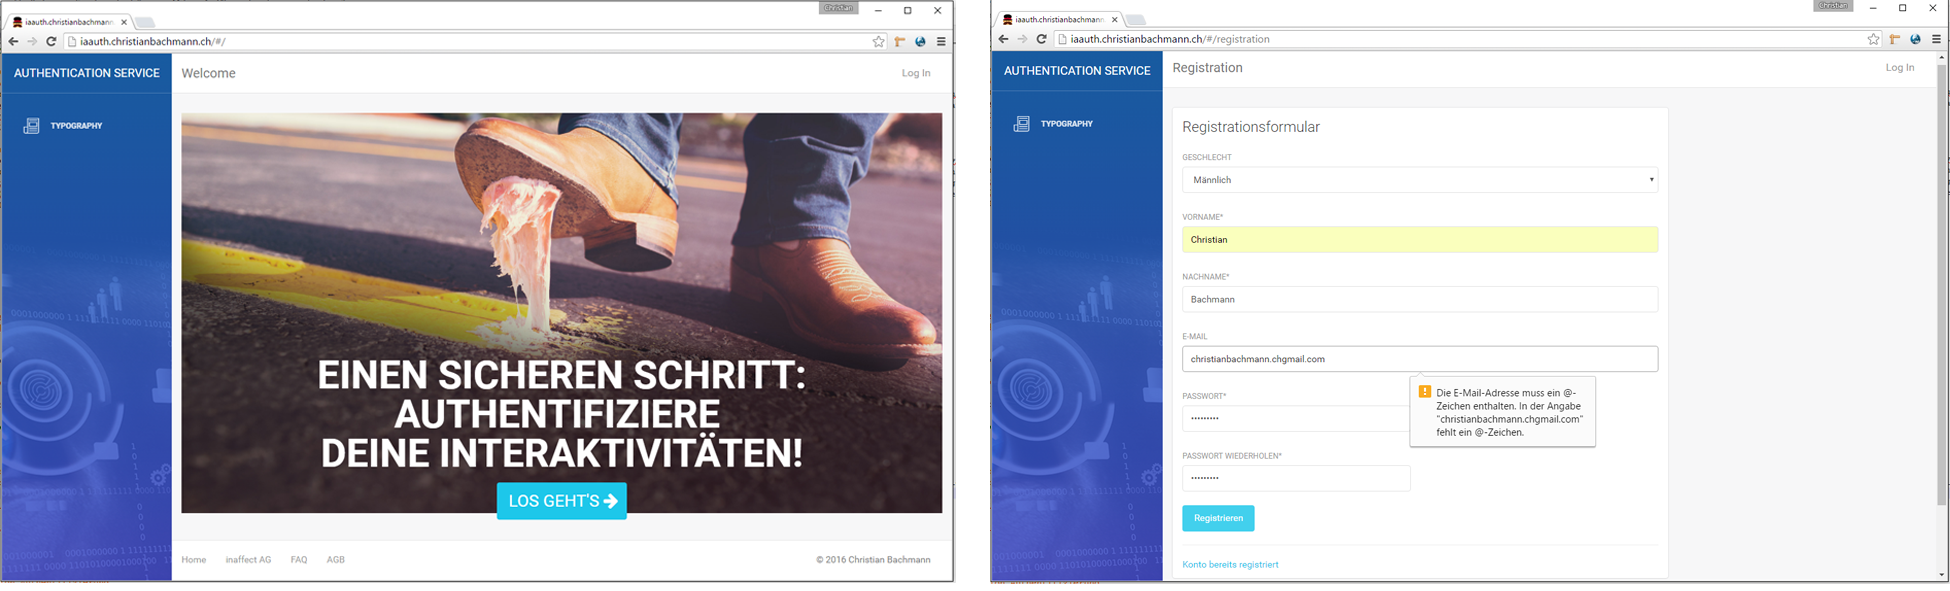 Christian
iaauth.christianbachmann.
iaauth.christianbachmann.ch/#/
AUTHENTICATION SERVICE
Welcome
Log In
TYPOGRAPHY
EINEN SICHEREN SCHRITT:
AUTHENTIFIZIERE
DEINE INTERAKTIVITÄTEN!
LOS GEHT'S
Home
inaffect AG
FAQ
AGB
© 2016 Christian Bachmann
Christian
iaauth.christianbachmann.
iaauth.christianbachmann.ch/#/registration
AUTHENTICATION SERVICE
Registration
Log In
TYPOGRAPHY
Registrationsformular
GESCHLECHT
Männlich
VORNAME*
Christian
NACHNAME*
Bachmann
E-MAIL
christianbachmann.chgmail.com
Die E-Mail-Adresse muss ein @-
Zeichen enthalten. In der Angabe
"christianbachmann.chgmail.com"
fehlt ein @-Zeichen.
PASSWORT*
•••••••••
PASSWORT WIEDERHOLEN*
•••••••••
Registrieren
Konto bereits registriert